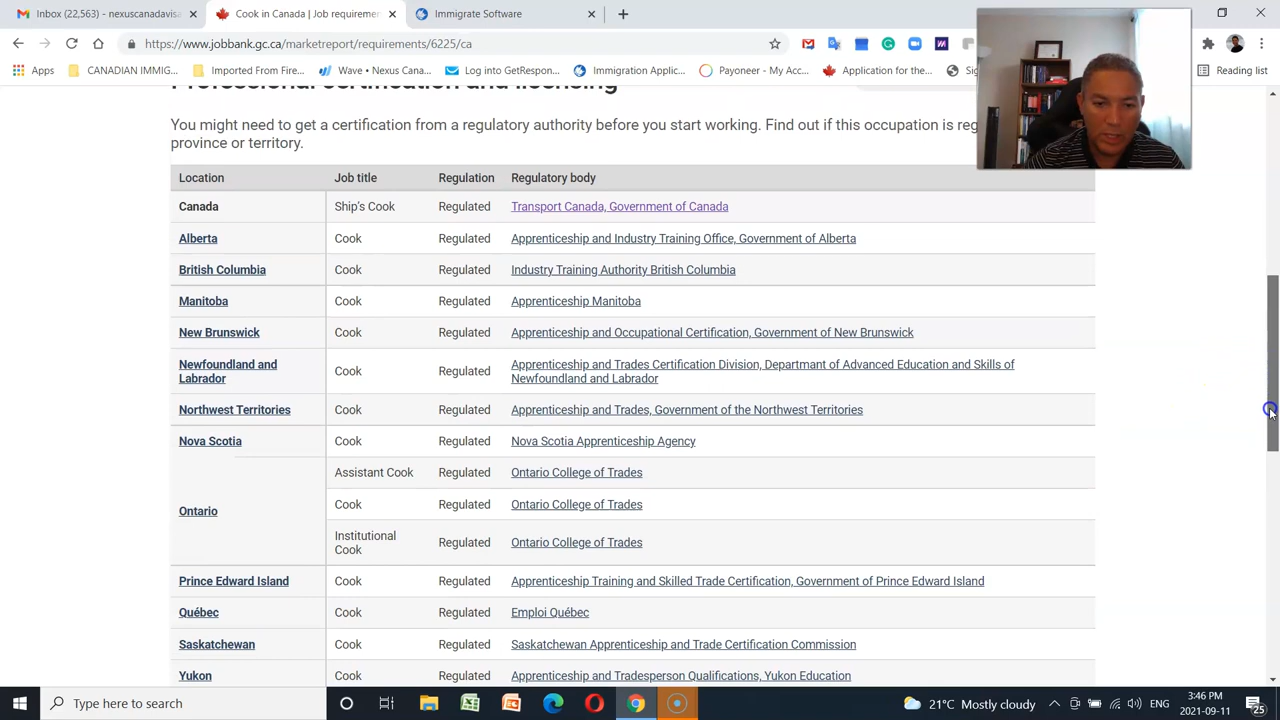 Inbox (22,563) - nexuscanadavisa
Cook in Canada | Job requiremen
Immigrate Software
https://www.jobbank.gc.ca/marketreport/requirements/6225/ca
Apps
CANADIAN IMMIG...
Imported From Fire...
Wave • Nexus Cana...
Log into GetRespon...
Immigration Applic...
Payoneer - My Acc...
Application for the...
Reading list
Professional certification and licensing
You might need to get a certification from a regulatory authority before you start working. Find out if this occupation is reg
province or territory.
Location Job title Regulation Regulatory body
Canada Ship's Cook Regulated Transport Canada, Government of Canada
Alberta Cook Regulated Apprenticeship and Industry Training Office, Government of Alberta
British Columbia Cook Regulated Industry Training Authority British Columbia
Manitoba Cook Regulated Apprenticeship Manitoba
New Brunswick Cook Regulated Apprenticeship and Occupational Certification, Government of New Brunswick
Newfoundland and
Labrador
Cook Regulated
Apprenticeship and Trades Certification Division, Departmant of Advanced Education and Skills of
Newfoundland and Labrador
Northwest Territories Cook Regulated Apprenticeship and Trades, Government of the Northwest Territories
Nova Scotia Cook Regulated Nova Scotia Apprenticeship Agency
Ontario
Assistant Cook Regulated Ontario College of Trades
Cook Regulated Ontario College of Trades
Institutional
Cook
Regulated Ontario College of Trades
Prince Edward Island Cook Regulated Apprenticeship Training and Skilled Trade Certification, Government of Prince Edward Island
Québec Cook Regulated Emploi Québec
Saskatchewan Cook Regulated Saskatchewan Apprenticeship and Trade Certification Commission
Yukon Cook Regulated Apprenticeship and Tradesperson Qualifications, Yukon Education
Type here to search
21°C Mostly cloudy
ENG
3:46 PM
2021-09-11
25